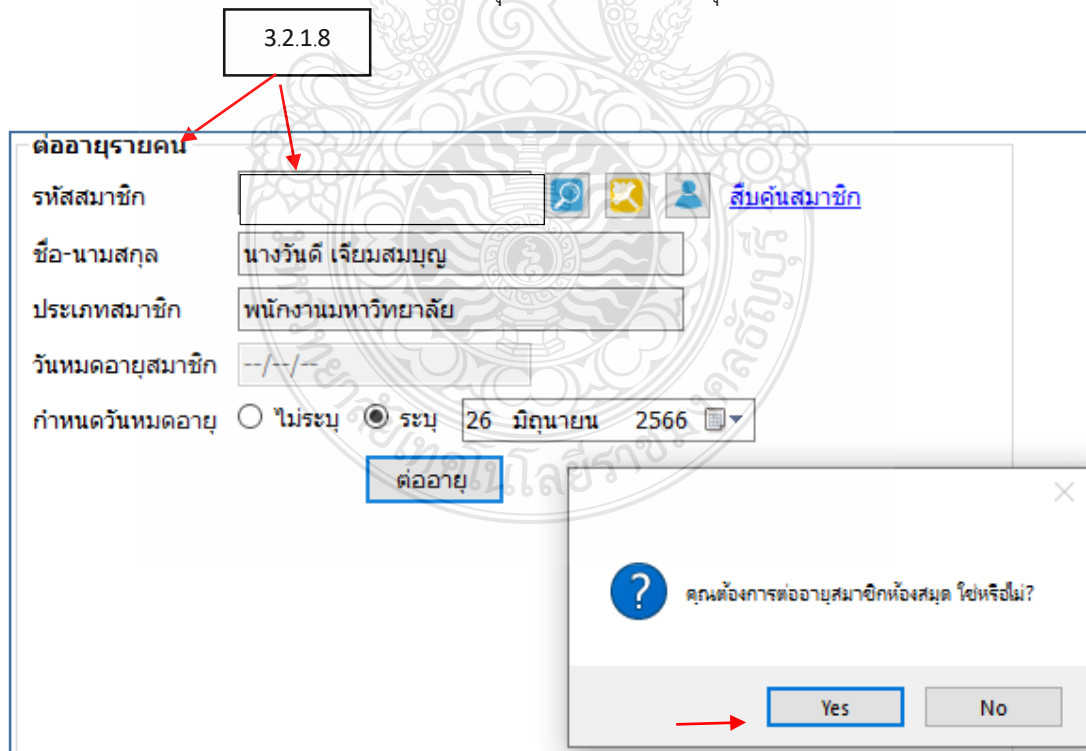 3.2.1.8
ต่ออายุรายคน
รหัสสมาชิก
สืบค้นสมาชิก
ชื่อ-นามสกุล นางวันดี เจียมสมบุญ
ประเภทสมาชิก พนักงานมหาวิทยาลัย
วันหมดอายุสมาชิก --/--/--
กำหนดวันหมดอายุ ไม่ระบุ ระบุ 26 มิถุนายน 2566
ต่ออายุ
คุณต้องการต่ออายุสมาชิกห้องสมุด ใช่หรือไม่?
Yes No